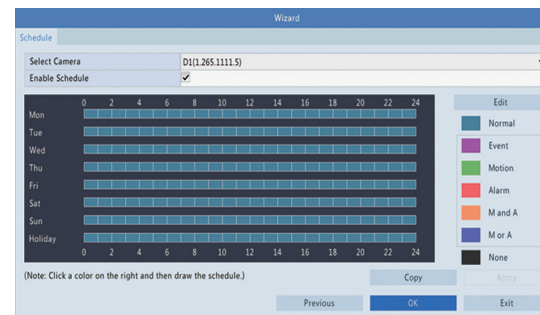 Wizard
Schedule
Select Camera D1(1.265.1111.5)
Enable Schedule
0 2 4 6 8 10 12 14 16 18 20 22 24
Mon
Tue
Wed
Thu
Fri
Sat
Sun
Holiday
0 2 4 6 8 10 12 14 16 18 20 22 24
Edit
Normal
Event
Motion
Alarm
M and A
M or A
None
(Note: Click a color on the right and then draw the schedule.)
Copy Apply
Previous OK Exit